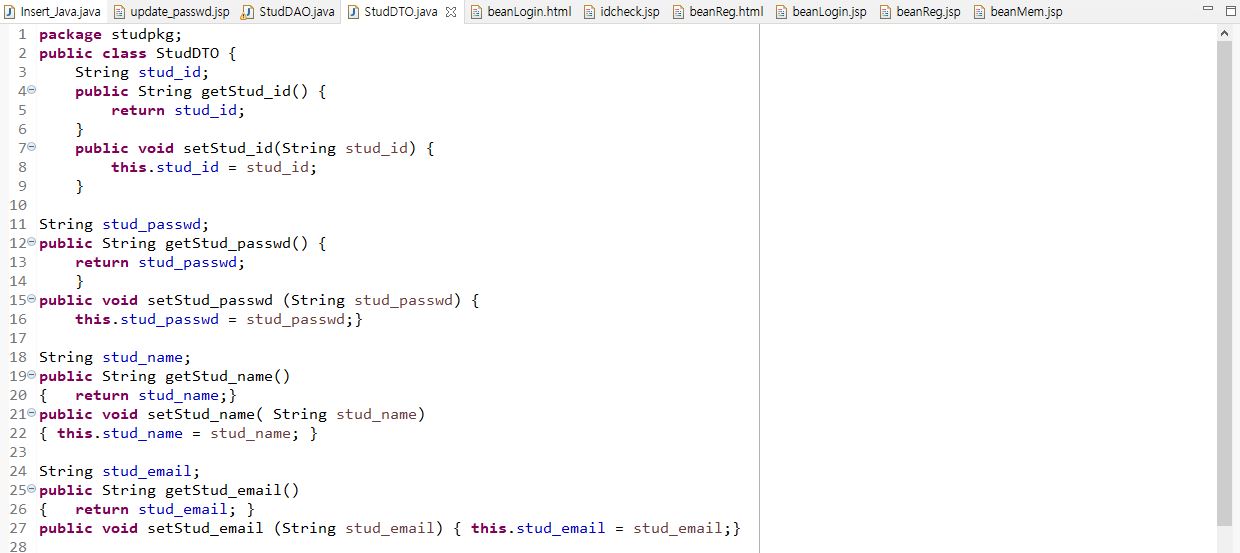 Insert_Java.java update_passwd.jsp StudDAO.java StudDTO.java beanLogin.html idcheck.jsp beanReg.html beanLogin.jsp beanReg.jsp beanMem.jsp
1 package studpkg;
2 public class StudDTO {
3     String stud_id;
4     public String getStud_id() {
5         return stud_id;
6     }
7     public void setStud_id(String stud_id) {
8         this.stud_id = stud_id;
9     }
10
11 String stud_passwd;
12 public String getStud_passwd() {
13     return stud_passwd;
14     }
15 public void setStud_passwd (String stud_passwd) {
16     this.stud_passwd = stud_passwd;}
17
18 String stud_name;
19 public String getStud_name()
20 {   return stud_name;}
21 public void setStud_name( String stud_name)
22 { this.stud_name = stud_name; }
23
24 String stud_email;
25 public String getStud_email()
26 {   return stud_email; }
27 public void setStud_email (String stud_email) { this.stud_email = stud_email;}
28